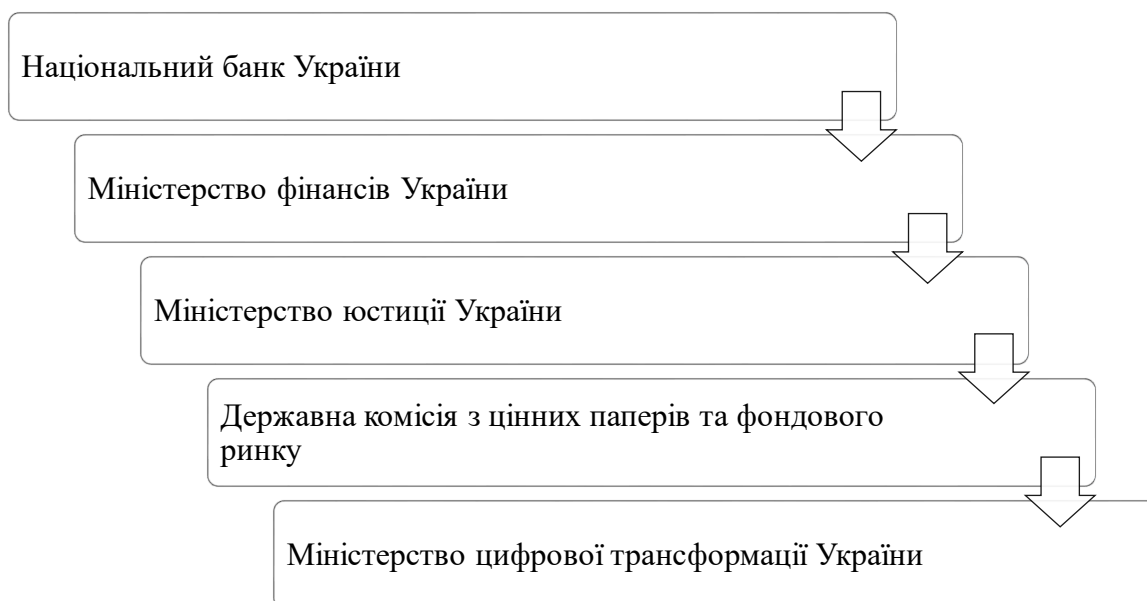 Національний банк України
Міністерство фінансів України
Міністерство юстиції України
Державна комісія з цінних паперів та фондового
ринку
Міністерство цифрової трансформації України